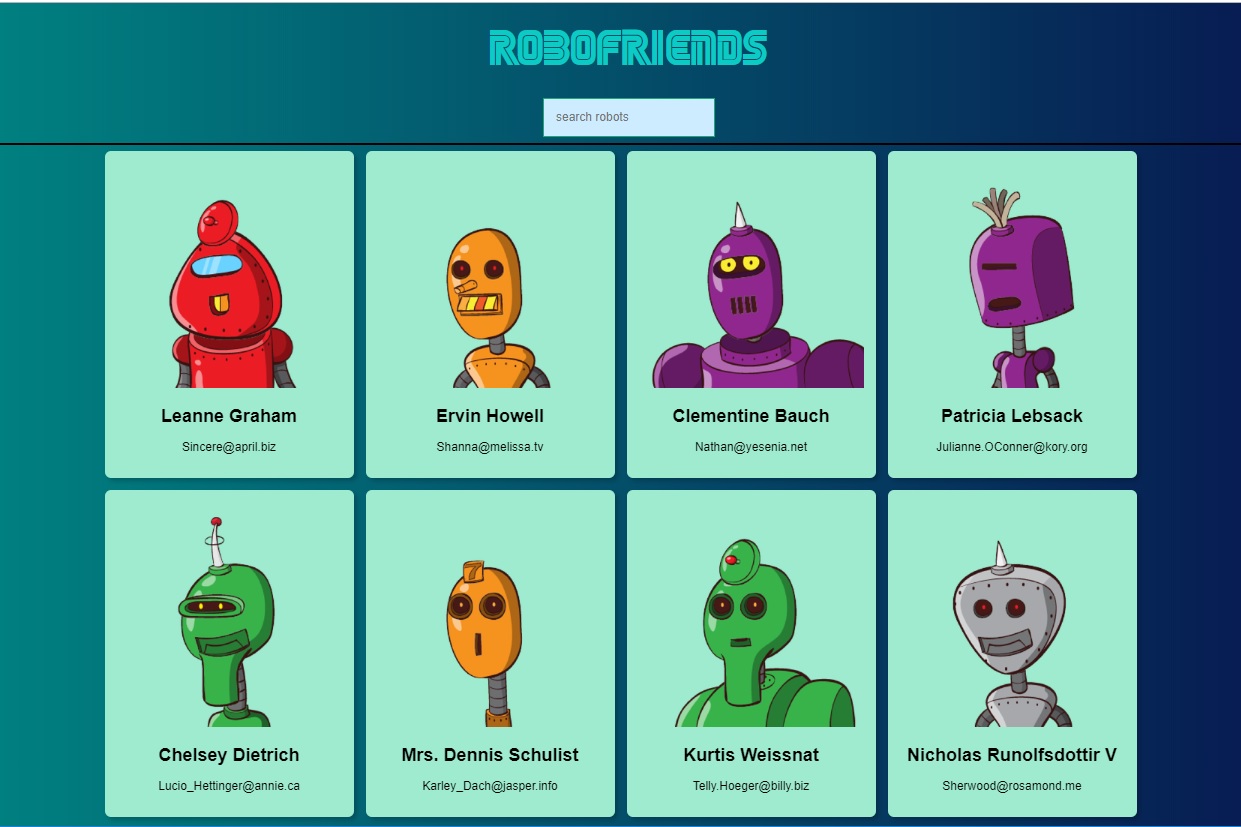 ROBOFRIENDS
search robots
Leanne Graham
Sincere@april.biz
Ervin Howell
Shanna@melissa.tv
Clementine Bauch
Nathan@yesenia.net
Patricia Lebsack
Julianne.OConner@kory.org
7
Chelsey Dietrich
Lucio_Hettinger@annie.ca
Mrs. Dennis Schulist
Karley_Dach@jasper.info
Kurtis Weissnat
Telly.Hoeger@billy.biz
Nicholas Runolfsdottir V
Sherwood@rosamond.me